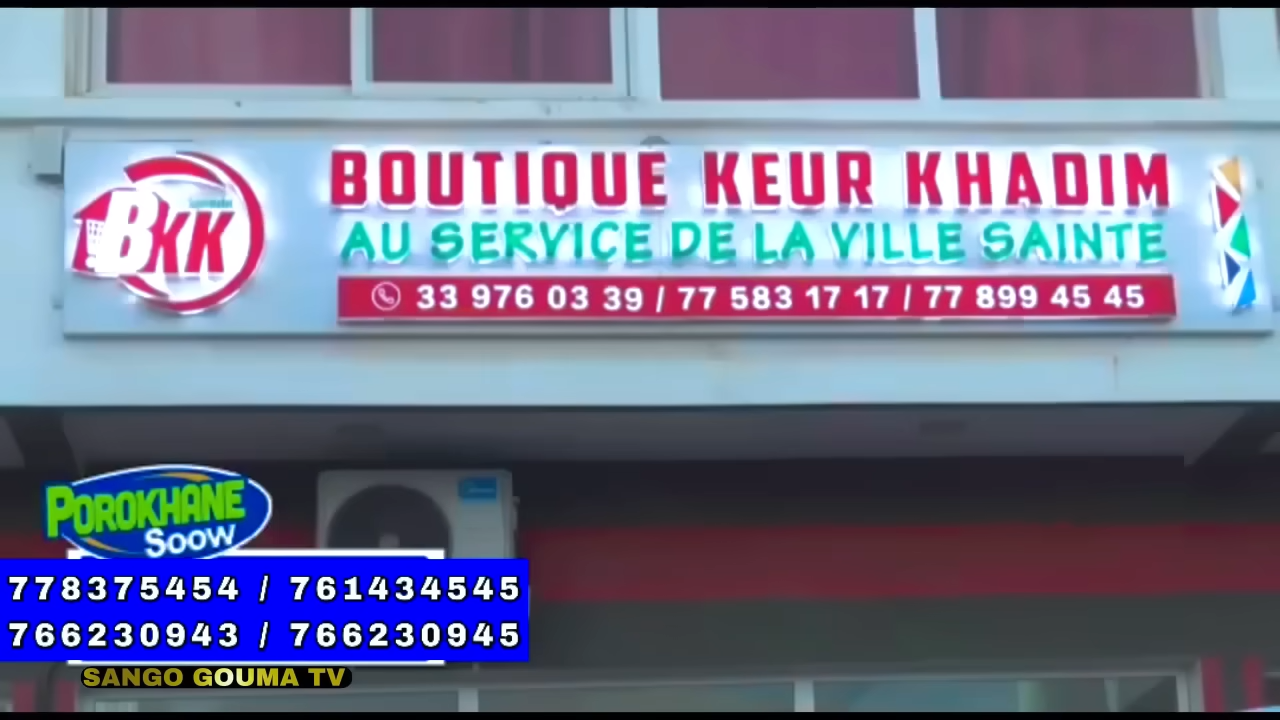 BOUTIQUE KEUR KHADIM
BKK
AU SERVICE DE LA VILLE SAINTE
33 976 03 39 / 77 583 17 17 / 77 899 45 45
POROKHANE
SOOW
778375454 / 761434545
766230943 / 766230945
SANGO GOUMA TV